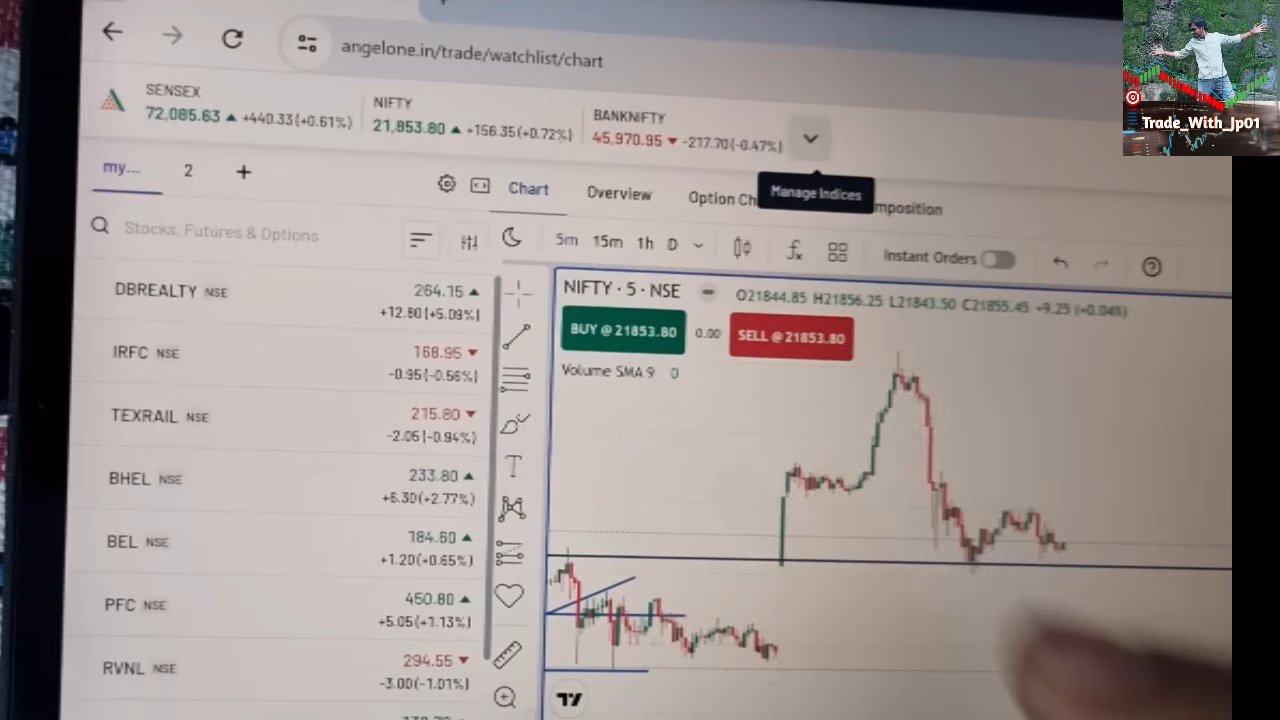 angelone.in/trade/watchlist/chart
SENSEX
72,085.63 ▲ +440.33(+0.61%)
NIFTY
21,853.80 ▲ +156.35(+0.72%)
BANKNIFTY
45,970.95 ▼ -217.70(-0.47%)
Manage Indices
my...
2
+
Chart
Overview
Option Ch
mposition
Stocks, Futures & Options
5m
15m
1h
D
Instant Orders
DBREALTY NSE
264.15 ▲
+12.80(+5.09%)
IRFC NSE
168.95 ▼
-0.95(-0.56%)
TEXRAIL NSE
215.80 ▼
-2.05(-0.94%)
BHEL NSE
233.80 ▲
+6.30(+2.77%)
BEL NSE
184.60 ▲
+1.20(+0.65%)
PFC NSE
450.80 ▲
+5.05(+1.13%)
RVNL NSE
294.55 ▼
-3.00(-1.01%)
NIFTY · 5 · NSE
O21844.85 H21856.25 L21843.50 C21855.45 +9.25 (+0.04%)
BUY @ 21853.80
0.00
SELL @ 21853.80
Volume SMA 9 0
Trade_With_Jp01